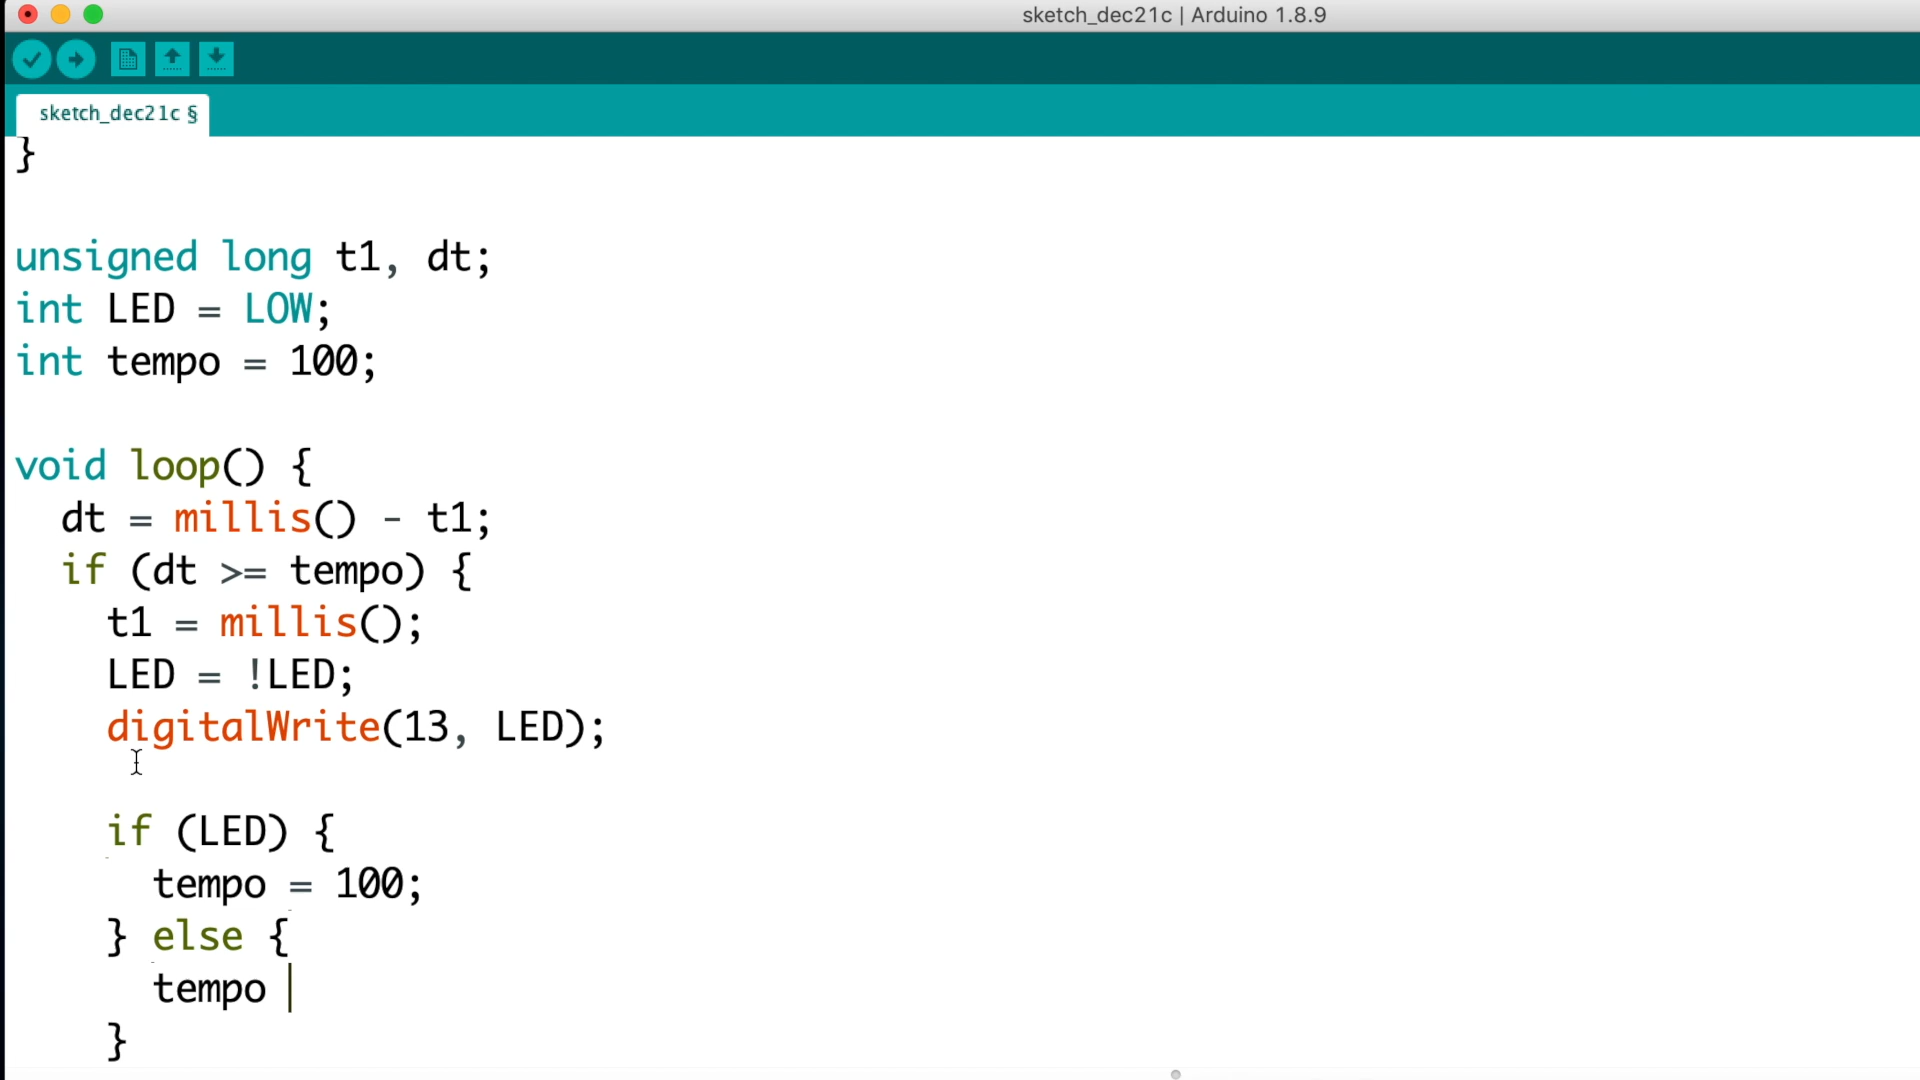 sketch_dec21c | Arduino 1.8.9
sketch_dec21c §
}
unsigned long t1, dt;
int LED = LOW;
int tempo = 100;
void loop() {
dt = millis() - t1;
if (dt >= tempo) {
t1 = millis();
LED = !LED;
digitalWrite(13, LED);
if (LED) {
tempo = 100;
} else {
tempo
}